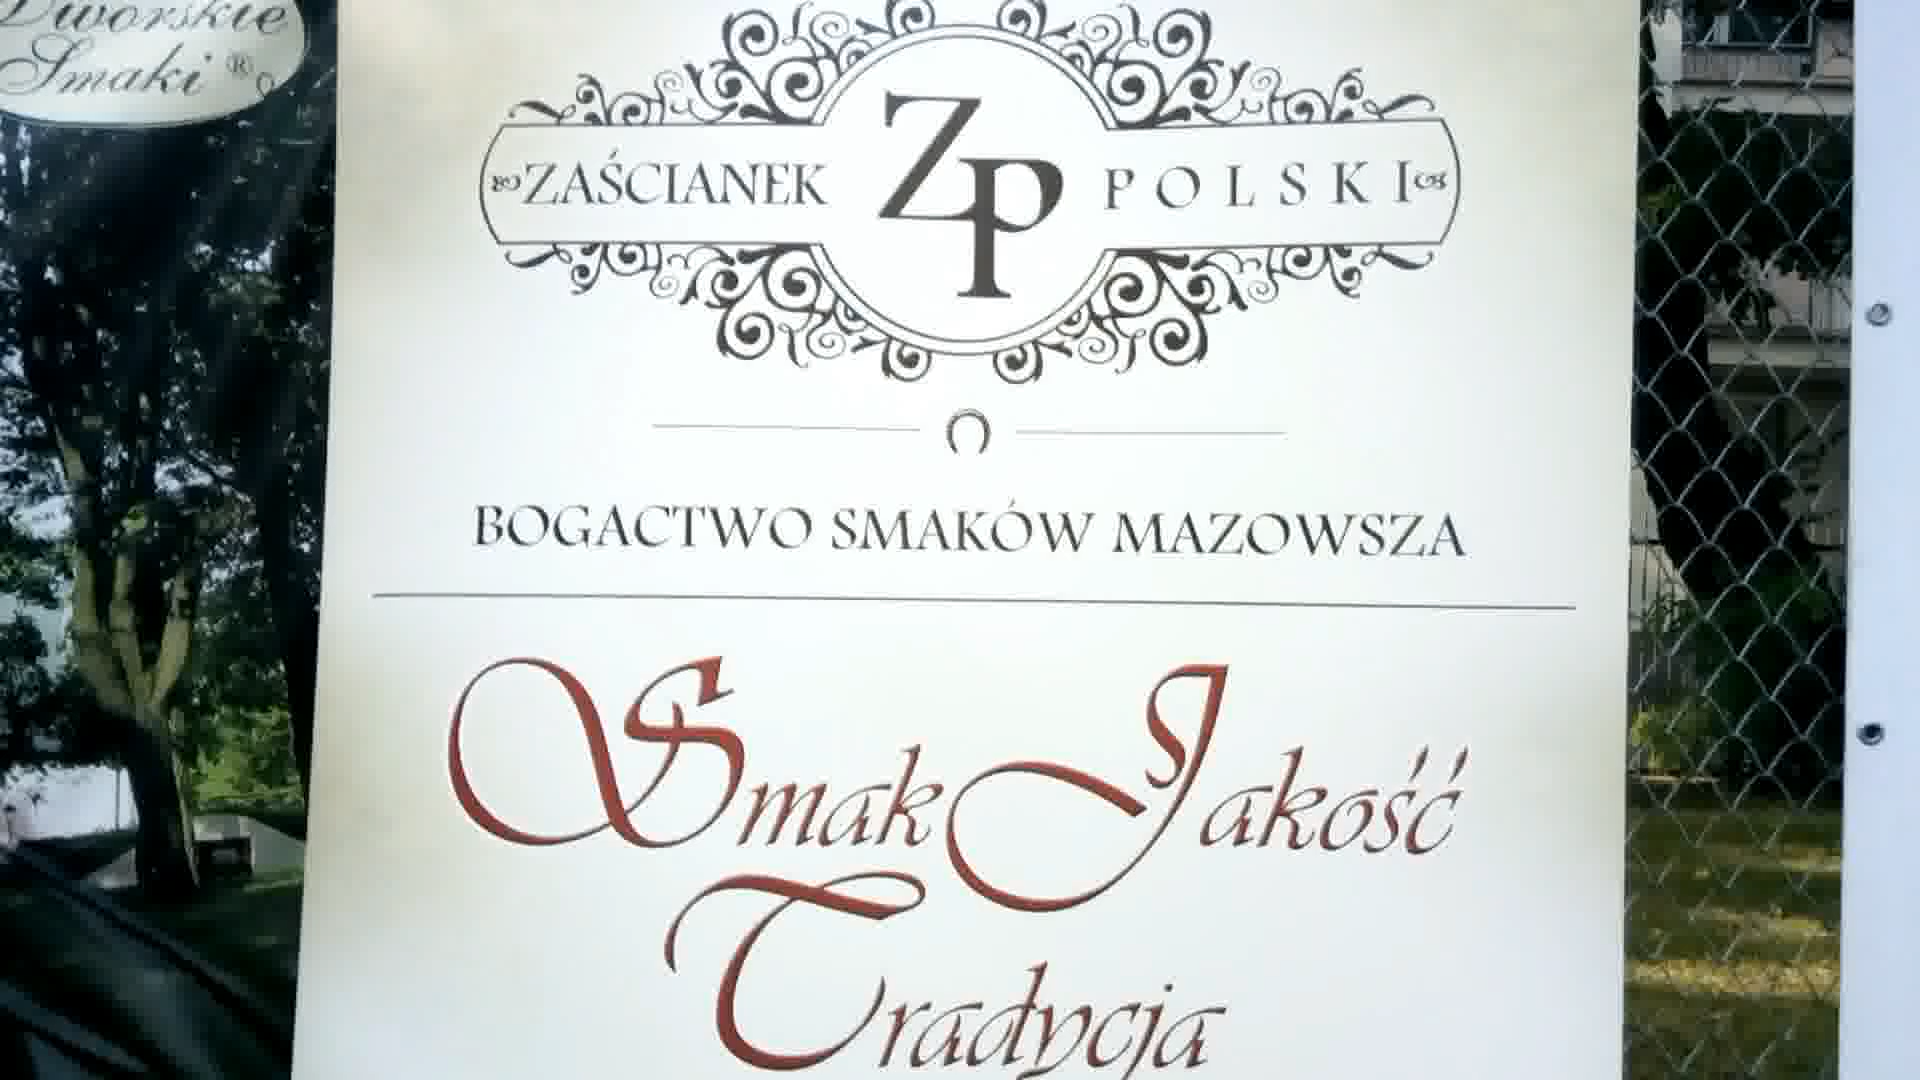 Dworskie
Smaki ®
ZAŚCIANEK ZP POLSKI
BOGACTWO SMAKÓW MAZOWSZA
Smak Jakość
Tradycja